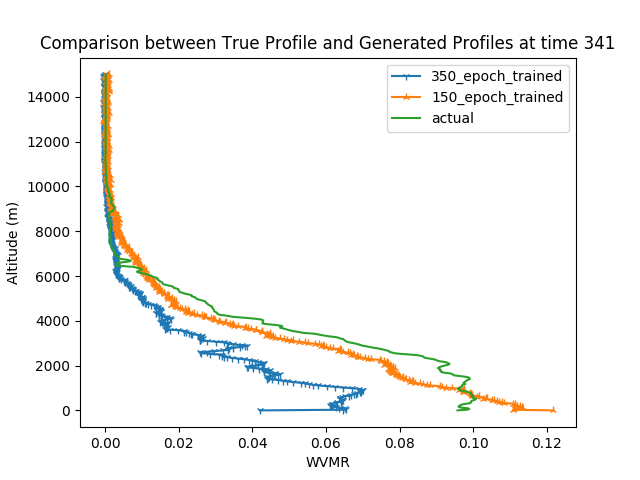 Comparison between True Profile and Generated Profiles at time 341
350_epoch_trained
150_epoch_trained
actual
Altitude (m)
14000
12000
10000
8000
6000
4000
2000
0
0.00 0.02 0.04 0.06 0.08 0.10 0.12
WVMR